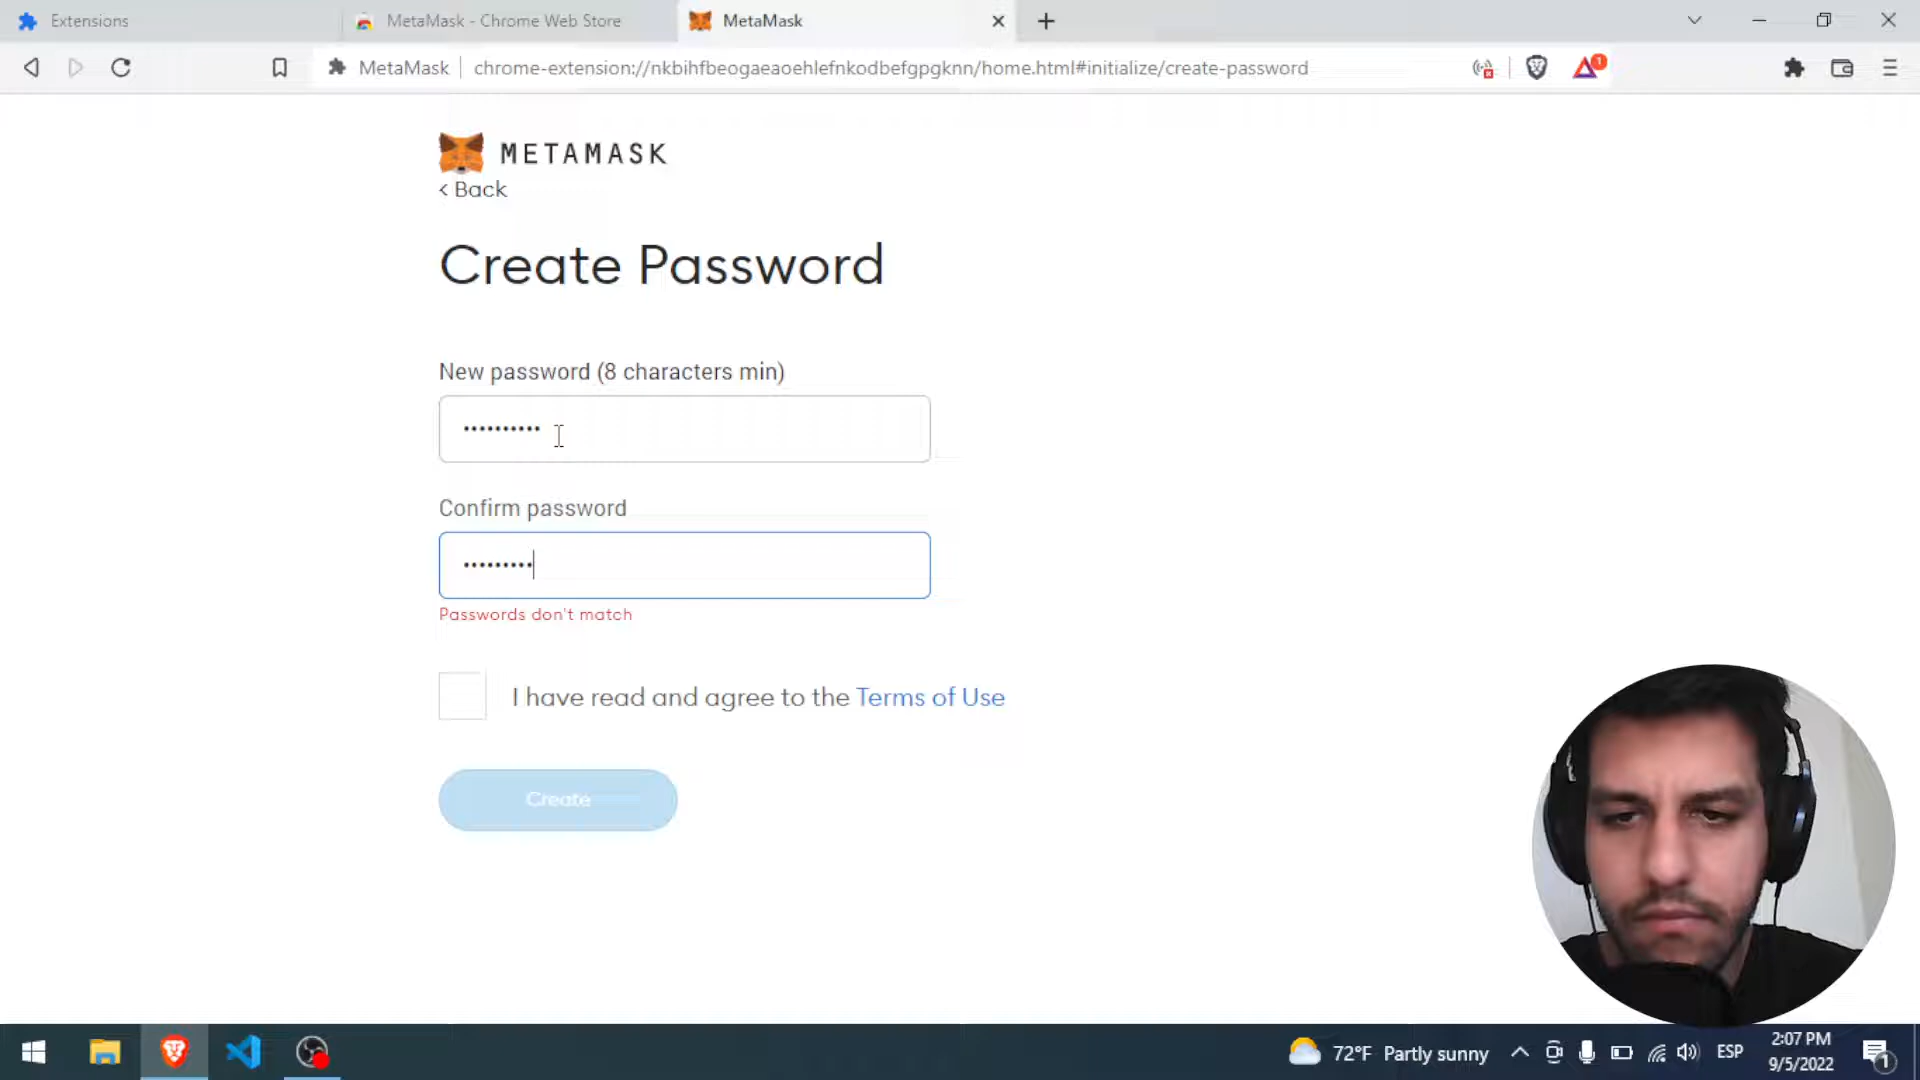 Extensions
MetaMask - Chrome Web Store
MetaMask
MetaMask
chrome-extension://nkbihfbeogaeaoehlefnkodbefgpgknn/home.html#initialize/create-password
1
METAMASK
< Back
Create Password
New password (8 characters min)
••••••••••
Confirm password
•••••••••
Passwords don't match
I have read and agree to the Terms of Use
Create
72°F Partly sunny
ESP
2:07 PM
9/5/2022
1